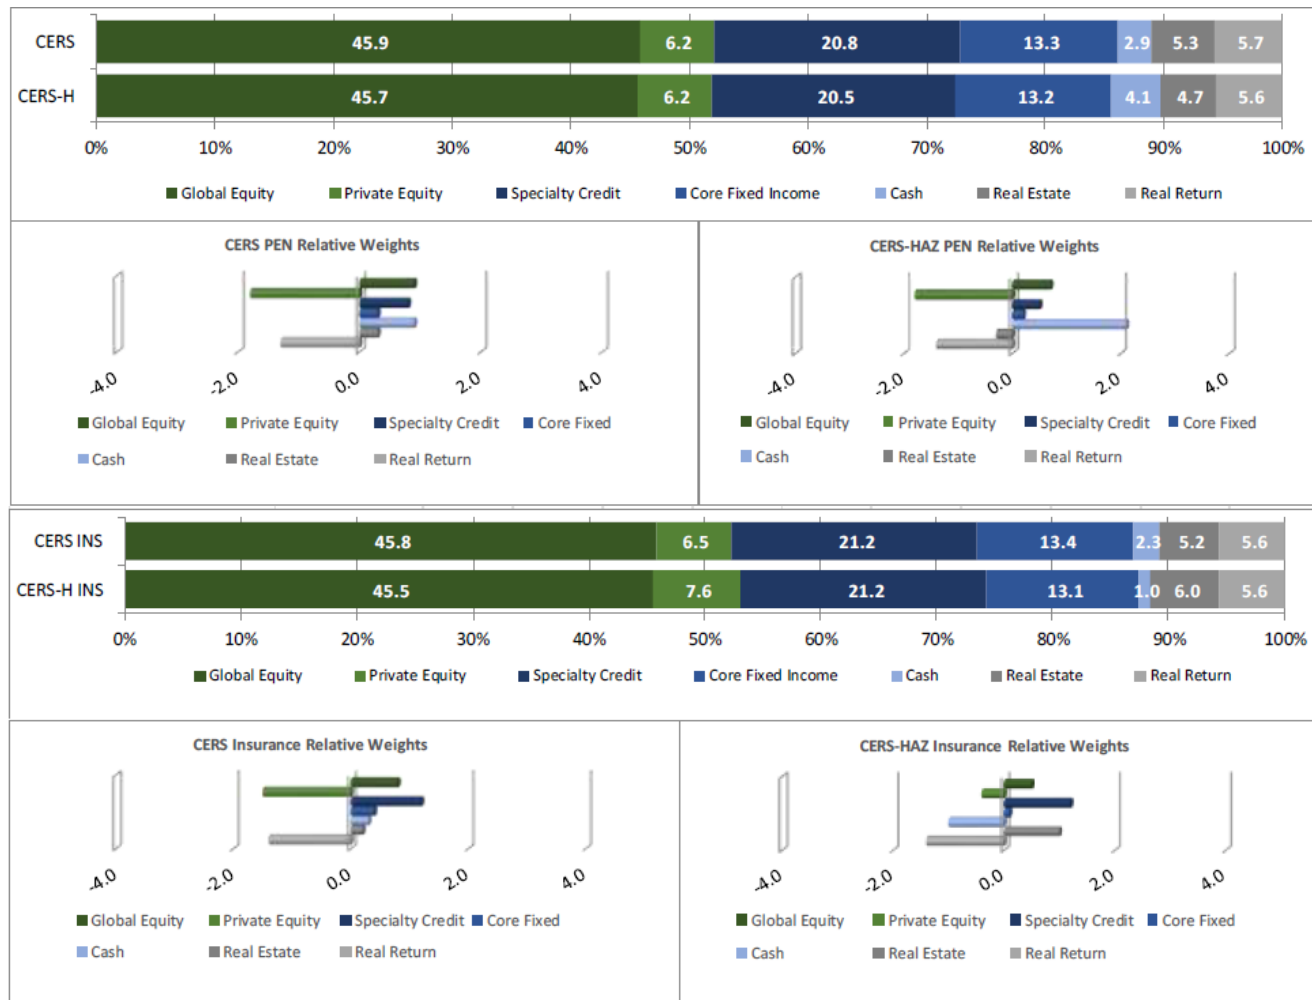 CERS 45.9 6.2 20.8 13.3 2.9 5.3 5.7
CERS-H 45.7 6.2 20.5 13.2 4.1 4.7 5.6
0% 10% 20% 30% 40% 50% 60% 70% 80% 90% 100%
Global Equity Private Equity Specialty Credit Core Fixed Income Cash Real Estate Real Return
CERS PEN Relative Weights
-4.0 -2.0 0.0 2.0 4.0
Global Equity Private Equity Specialty Credit Core Fixed
Cash Real Estate Real Return
CERS-HAZ PEN Relative Weights
-4.0 -2.0 0.0 2.0 4.0
Global Equity Private Equity Specialty Credit Core Fixed
Cash Real Estate Real Return
CERS INS 45.8 6.5 21.2 13.4 2.3 5.2 5.6
CERS-H INS 45.5 7.6 21.2 13.1 1.0 6.0 5.6
0% 10% 20% 30% 40% 50% 60% 70% 80% 90% 100%
Global Equity Private Equity Specialty Credit Core Fixed Income Cash Real Estate Real Return
CERS Insurance Relative Weights
-4.0 -2.0 0.0 2.0 4.0
Global Equity Private Equity Specialty Credit Core Fixed
Cash Real Estate Real Return
CERS-HAZ Insurance Relative Weights
-4.0 -2.0 0.0 2.0 4.0
Global Equity Private Equity Specialty Credit Core Fixed
Cash Real Estate Real Return